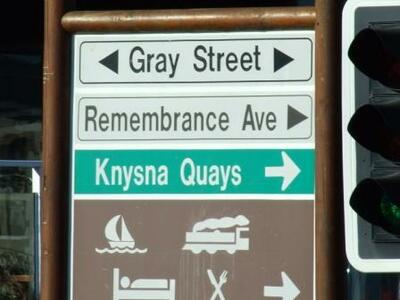 Gray Street
Remembrance Ave
Knysna Quays